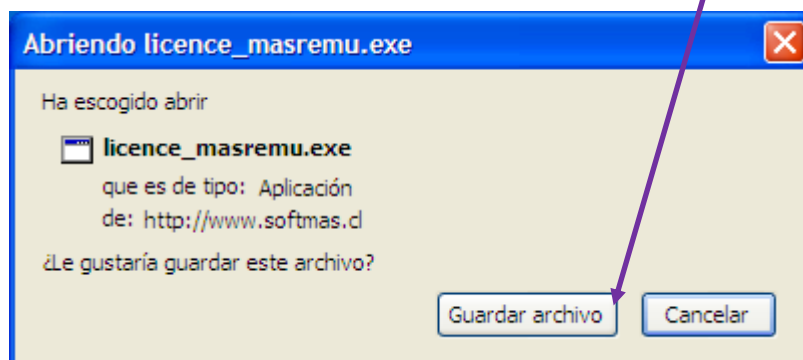 Abriendo licence_masremu.exe
Ha escogido abrir
licence_masremu.exe
que es de tipo: Aplicación
de: http://www.softmas.cl
¿Le gustaría guardar este archivo?
Guardar archivo Cancelar